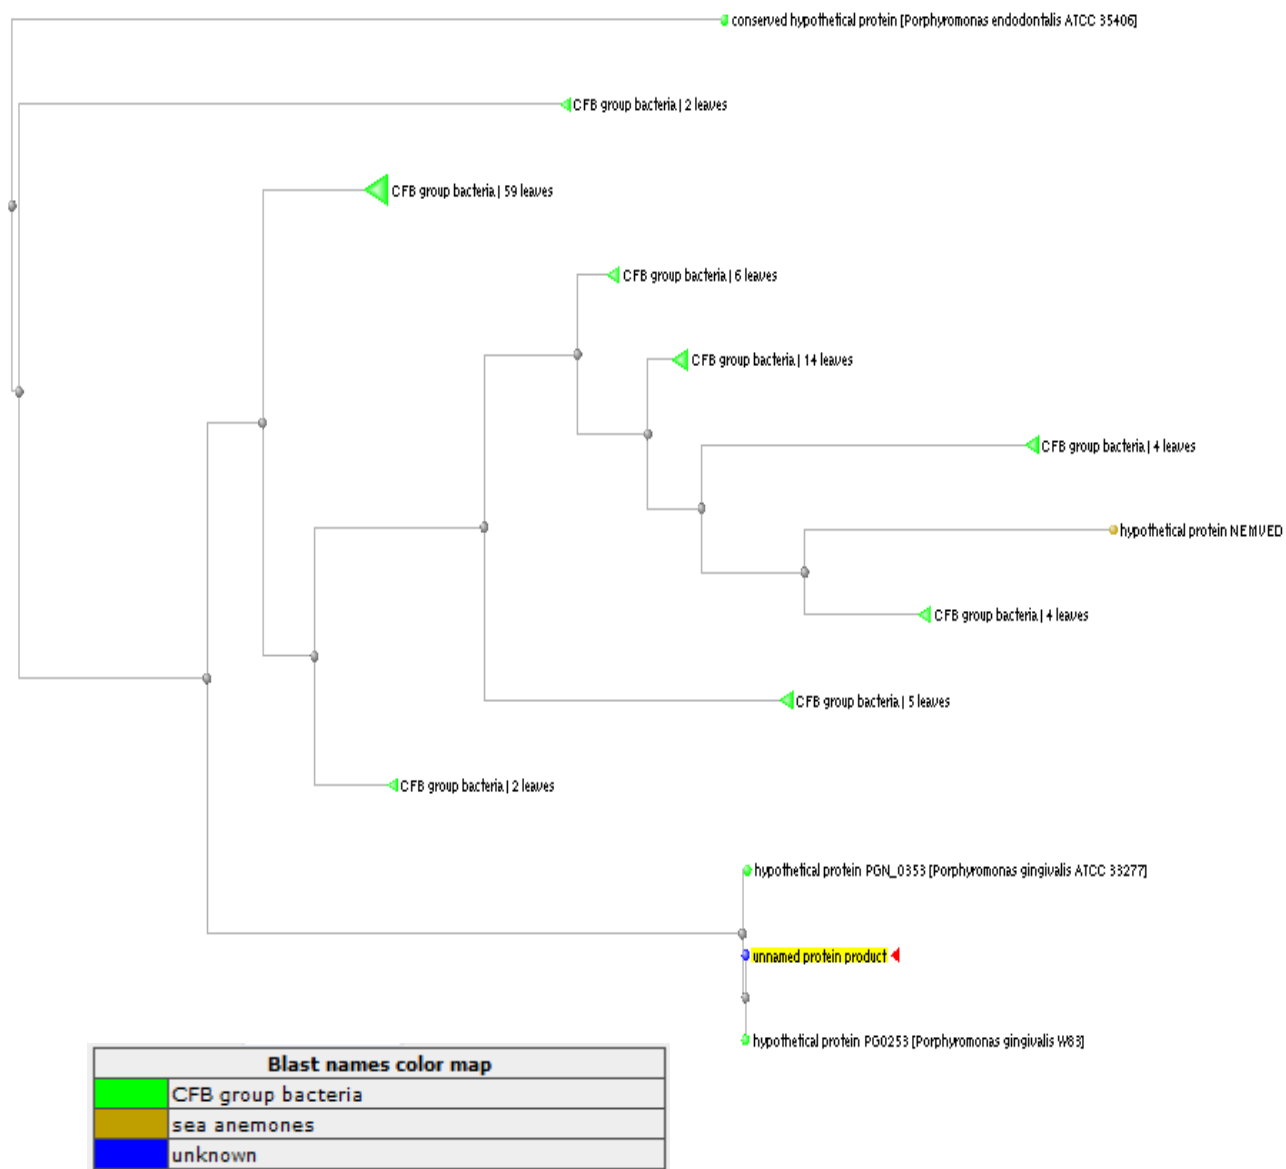 conserved hypothetical protein [Porphyromonas endodontalis ATCC 35406]
CFB group bacteria | 2 leaves
CFB group bacteria | 59 leaves
CFB group bacteria | 6 leaves
CFB group bacteria | 14 leaves
CFB group bacteria | 4 leaves
hypothetical protein NEMVED
CFB group bacteria | 4 leaves
CFB group bacteria | 5 leaves
CFB group bacteria | 2 leaves
hypothetical protein PGN_0353 [Porphyromonas gingivalis ATCC 33277]
unnamed protein product
hypothetical protein PG0253 [Porphyromonas gingivalis W83]
Blast names color map
CFB group bacteria
sea anemones
unknown